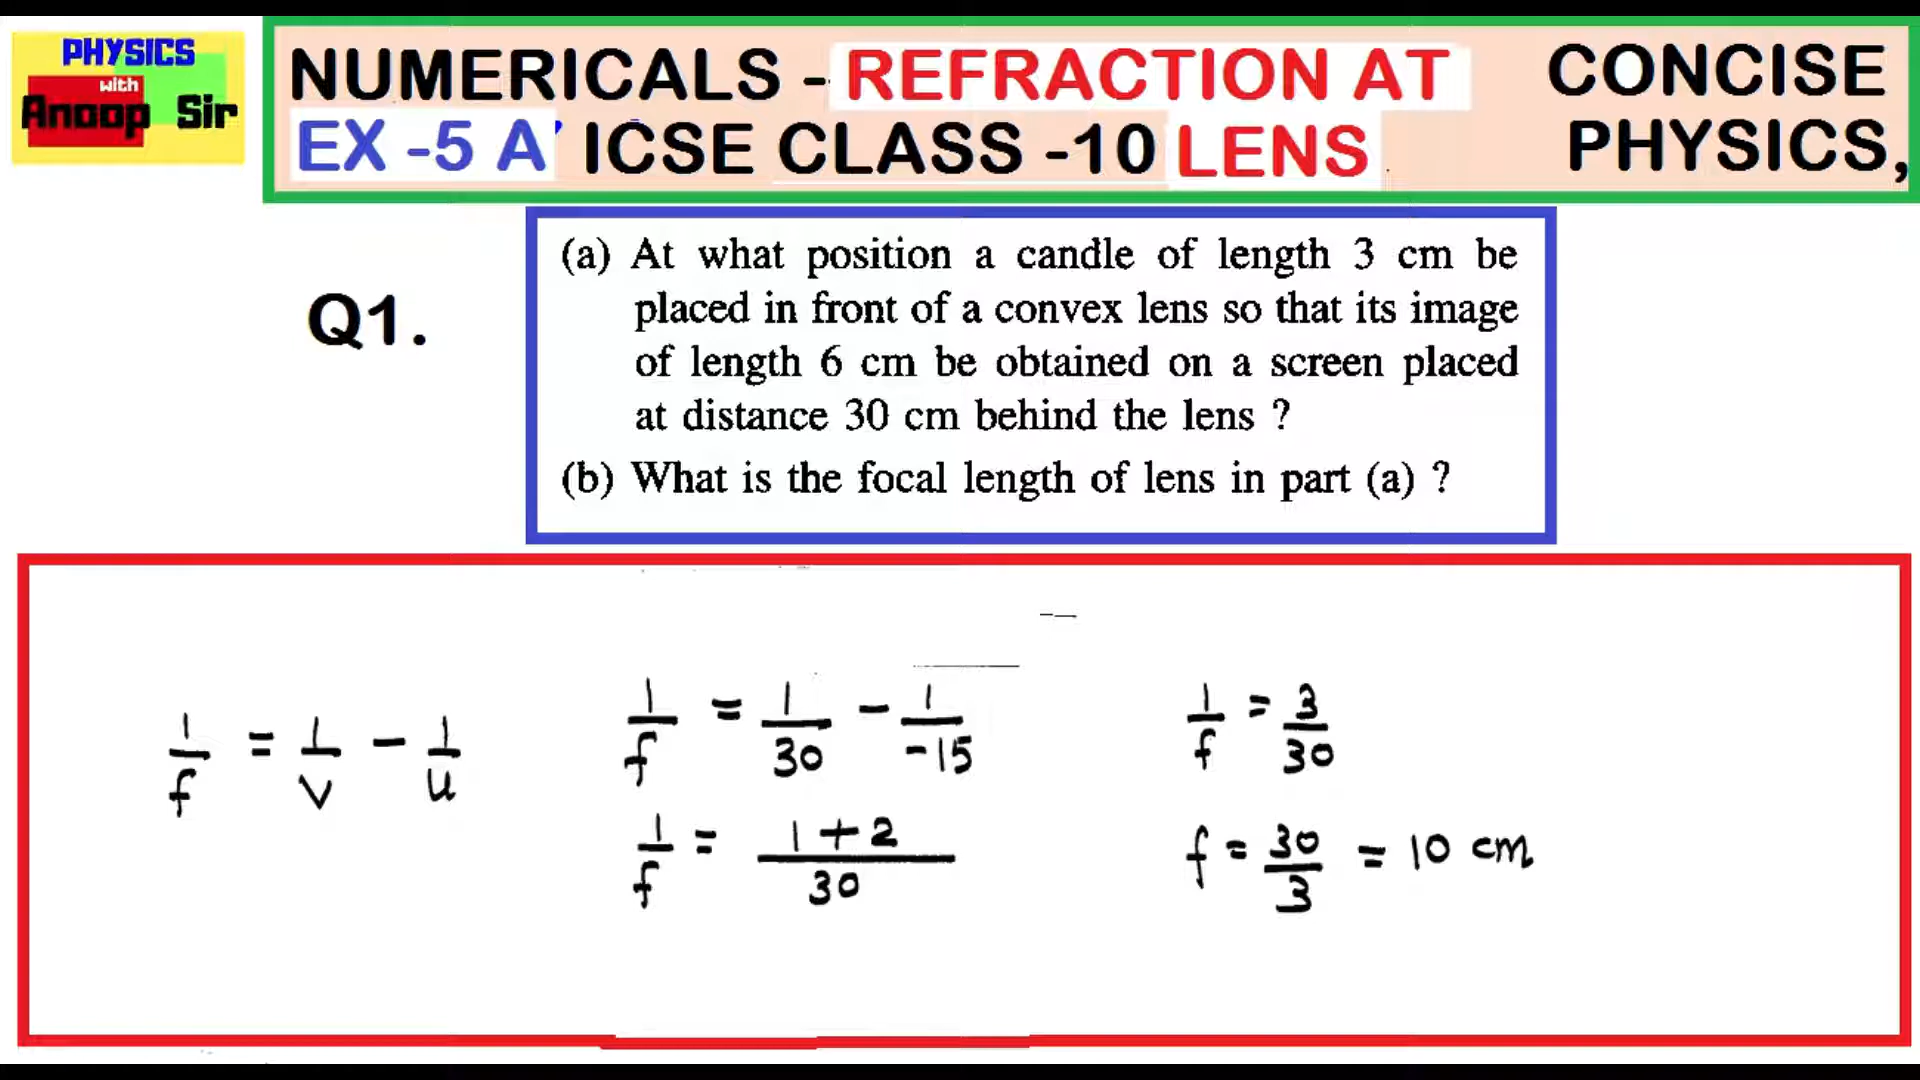 PHYSICS
with
Anoop Sir
NUMERICALS - REFRACTION AT CONCISE
EX -5 A' ICSE CLASS -10 LENS PHYSICS,
Q1.
(a) At what position a candle of length 3 cm be
placed in front of a convex lens so that its image
of length 6 cm be obtained on a screen placed
at distance 30 cm behind the lens ?
(b) What is the focal length of lens in part (a) ?
1/f = 1/v - 1/u
1/f = 1/30 - 1/-15
1/f = 1+2/30
1/f = 3/30
f = 30/3 = 10 cm